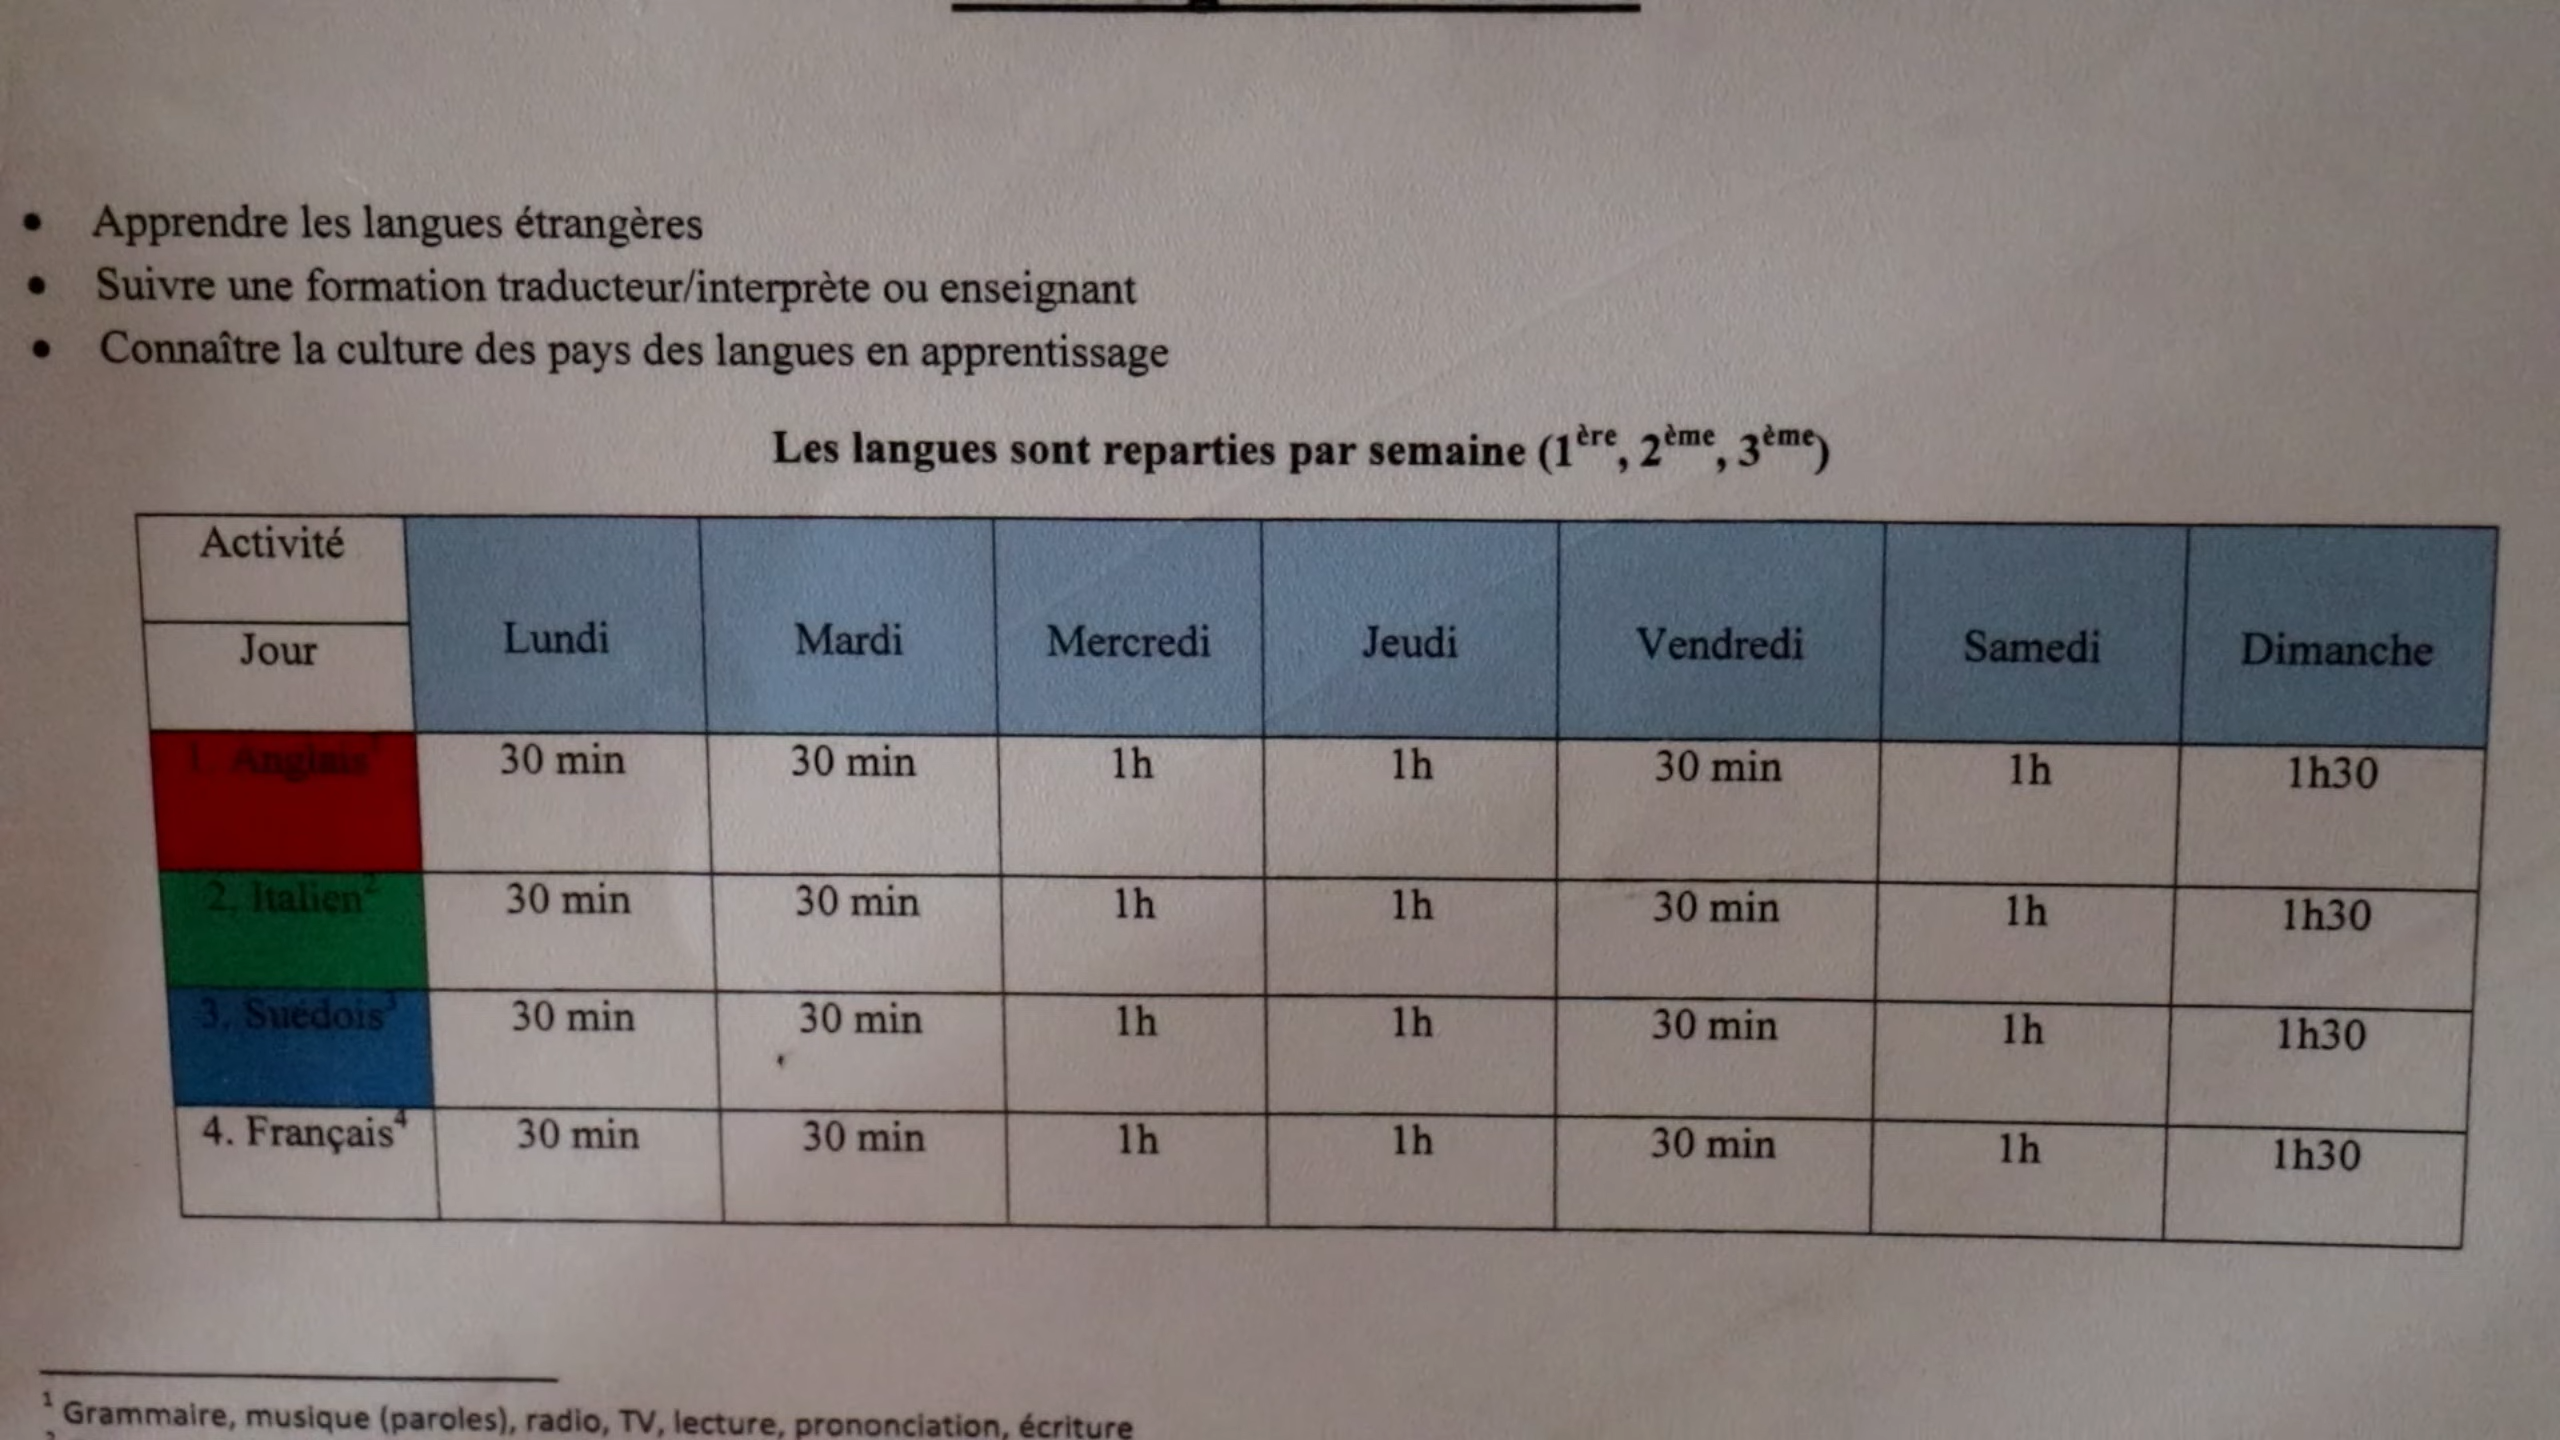 • Apprendre les langues étrangères
• Suivre une formation traducteur/interprète ou enseignant
• Connaître la culture des pays des langues en apprentissage
Les langues sont reparties par semaine (1ère, 2ème, 3ème)
Activité
Jour Lundi Mardi Mercredi Jeudi Vendredi Samedi Dimanche
1. Anglais1 30 min 30 min 1h 1h 30 min 1h 1h30
2. Italien2 30 min 30 min 1h 1h 30 min 1h 1h30
3. Suédois3 30 min 30 min 1h 1h 30 min 1h 1h30
4. Français4 30 min 30 min 1h 1h 30 min 1h 1h30
1 Grammaire, musique (paroles), radio, TV, lecture, prononciation, écriture